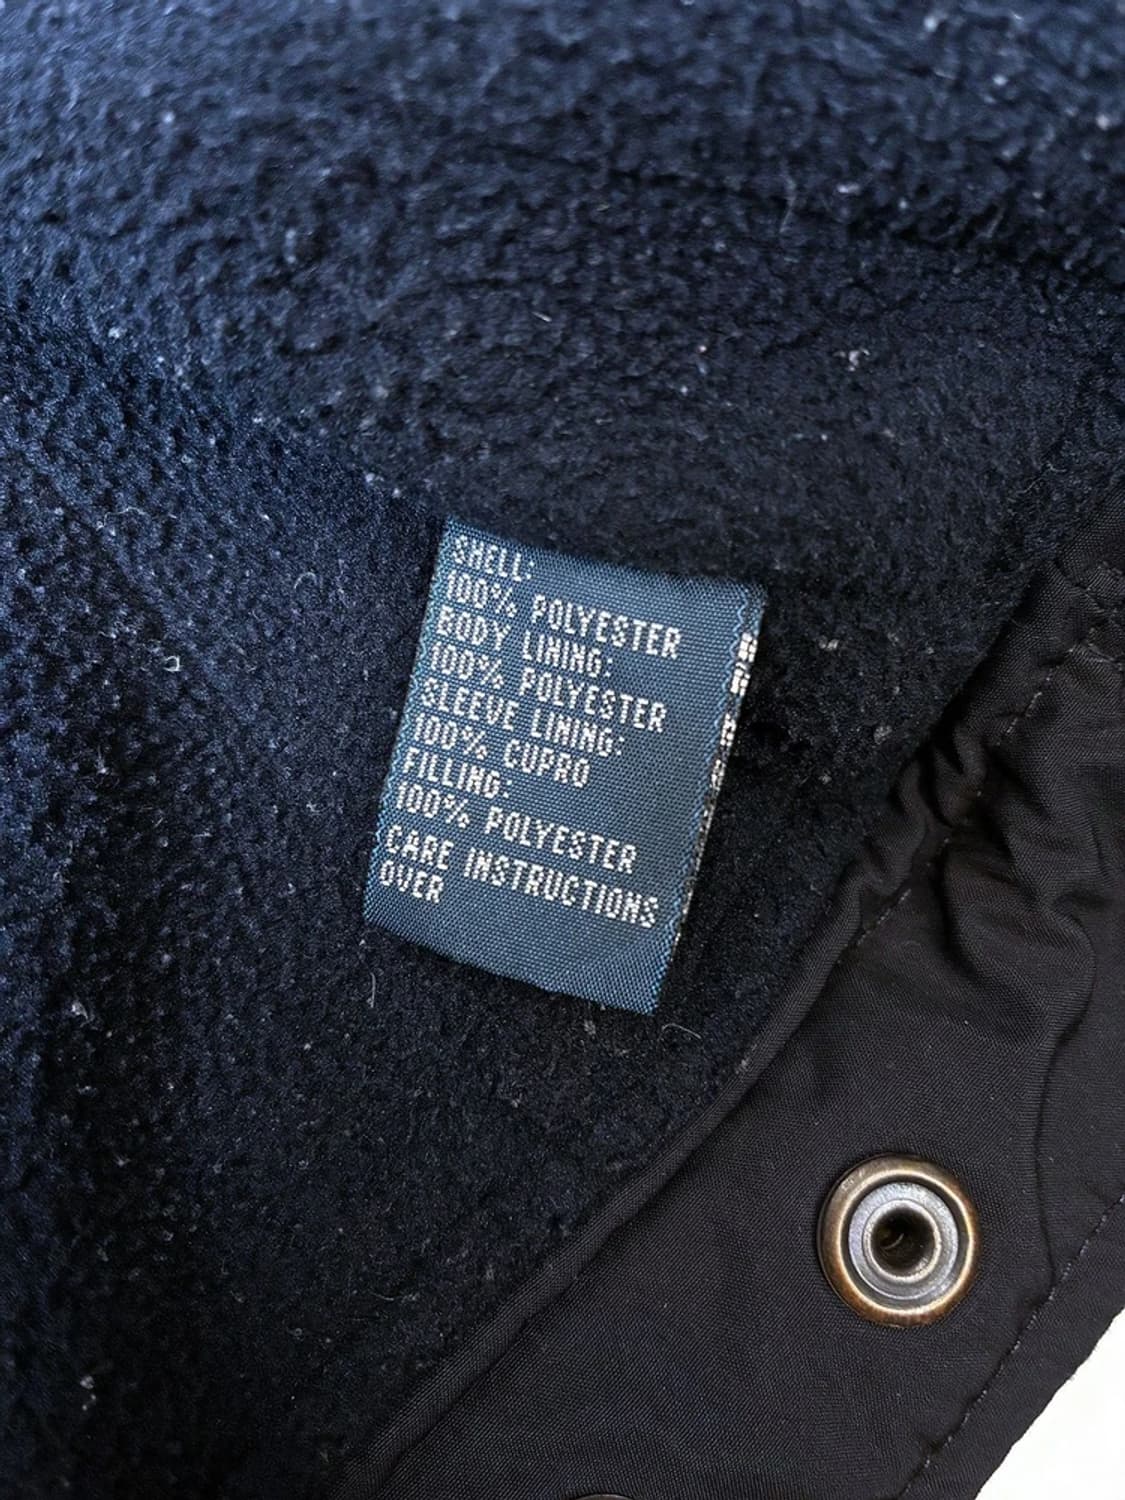 SHELL:
100% POLYESTER
BODY LINING:
100% POLYESTER
SLEEVE LINING:
100% CUPRO
FILLING:
100% POLYESTER
CARE INSTRUCTIONS
OVER